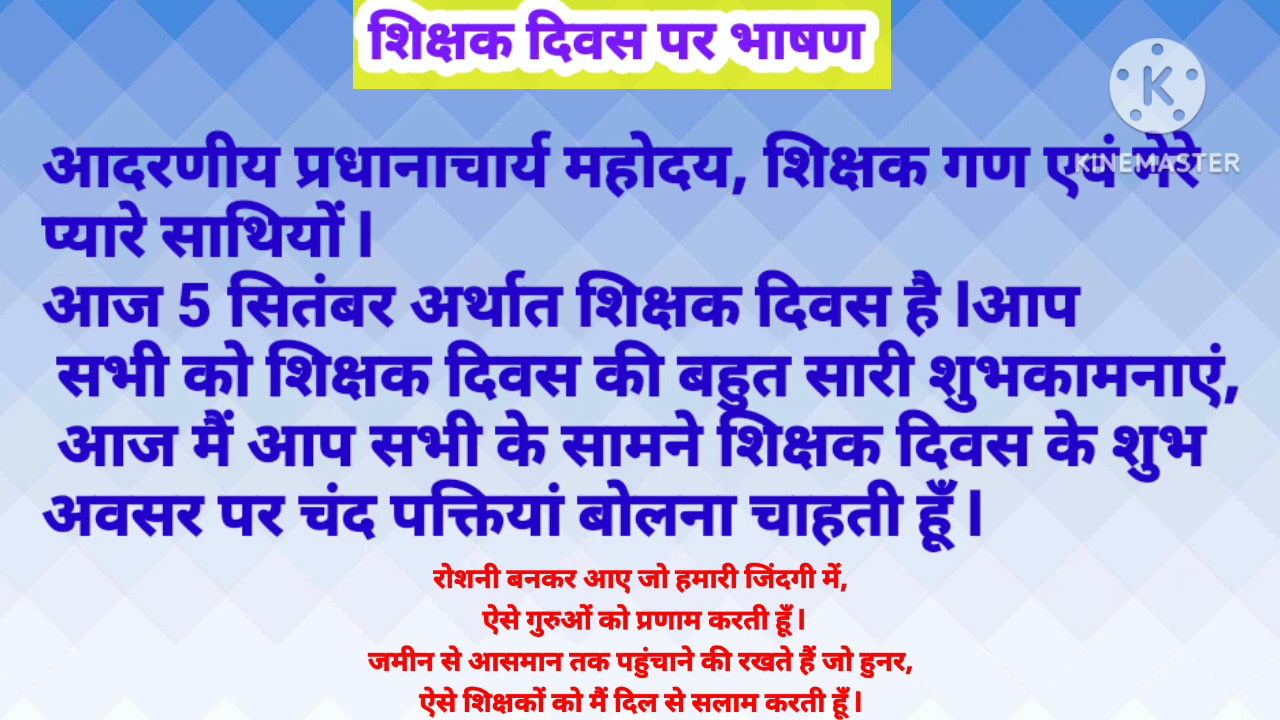 शिक्षक दिवस पर भाषण
K
KINEMASTER
आदरणीय प्रधानाचार्य महोदय, शिक्षक गण एवं मेरे
प्यारे साथियों।
आज 5 सितंबर अर्थात शिक्षक दिवस है।आप
सभी को शिक्षक दिवस की बहुत सारी शुभकामनाएं,
आज मैं आप सभी के सामने शिक्षक दिवस के शुभ
अवसर पर चंद पक्तियां बोलना चाहती हूँ।
रोशनी बनकर आए जो हमारी जिंदगी में,
ऐसे गुरुओं को प्रणाम करती हूँ।
जमीन से आसमान तक पहुंचाने की रखते हैं जो हुनर,
ऐसे शिक्षकों को मैं दिल से सलाम करती हूँ।